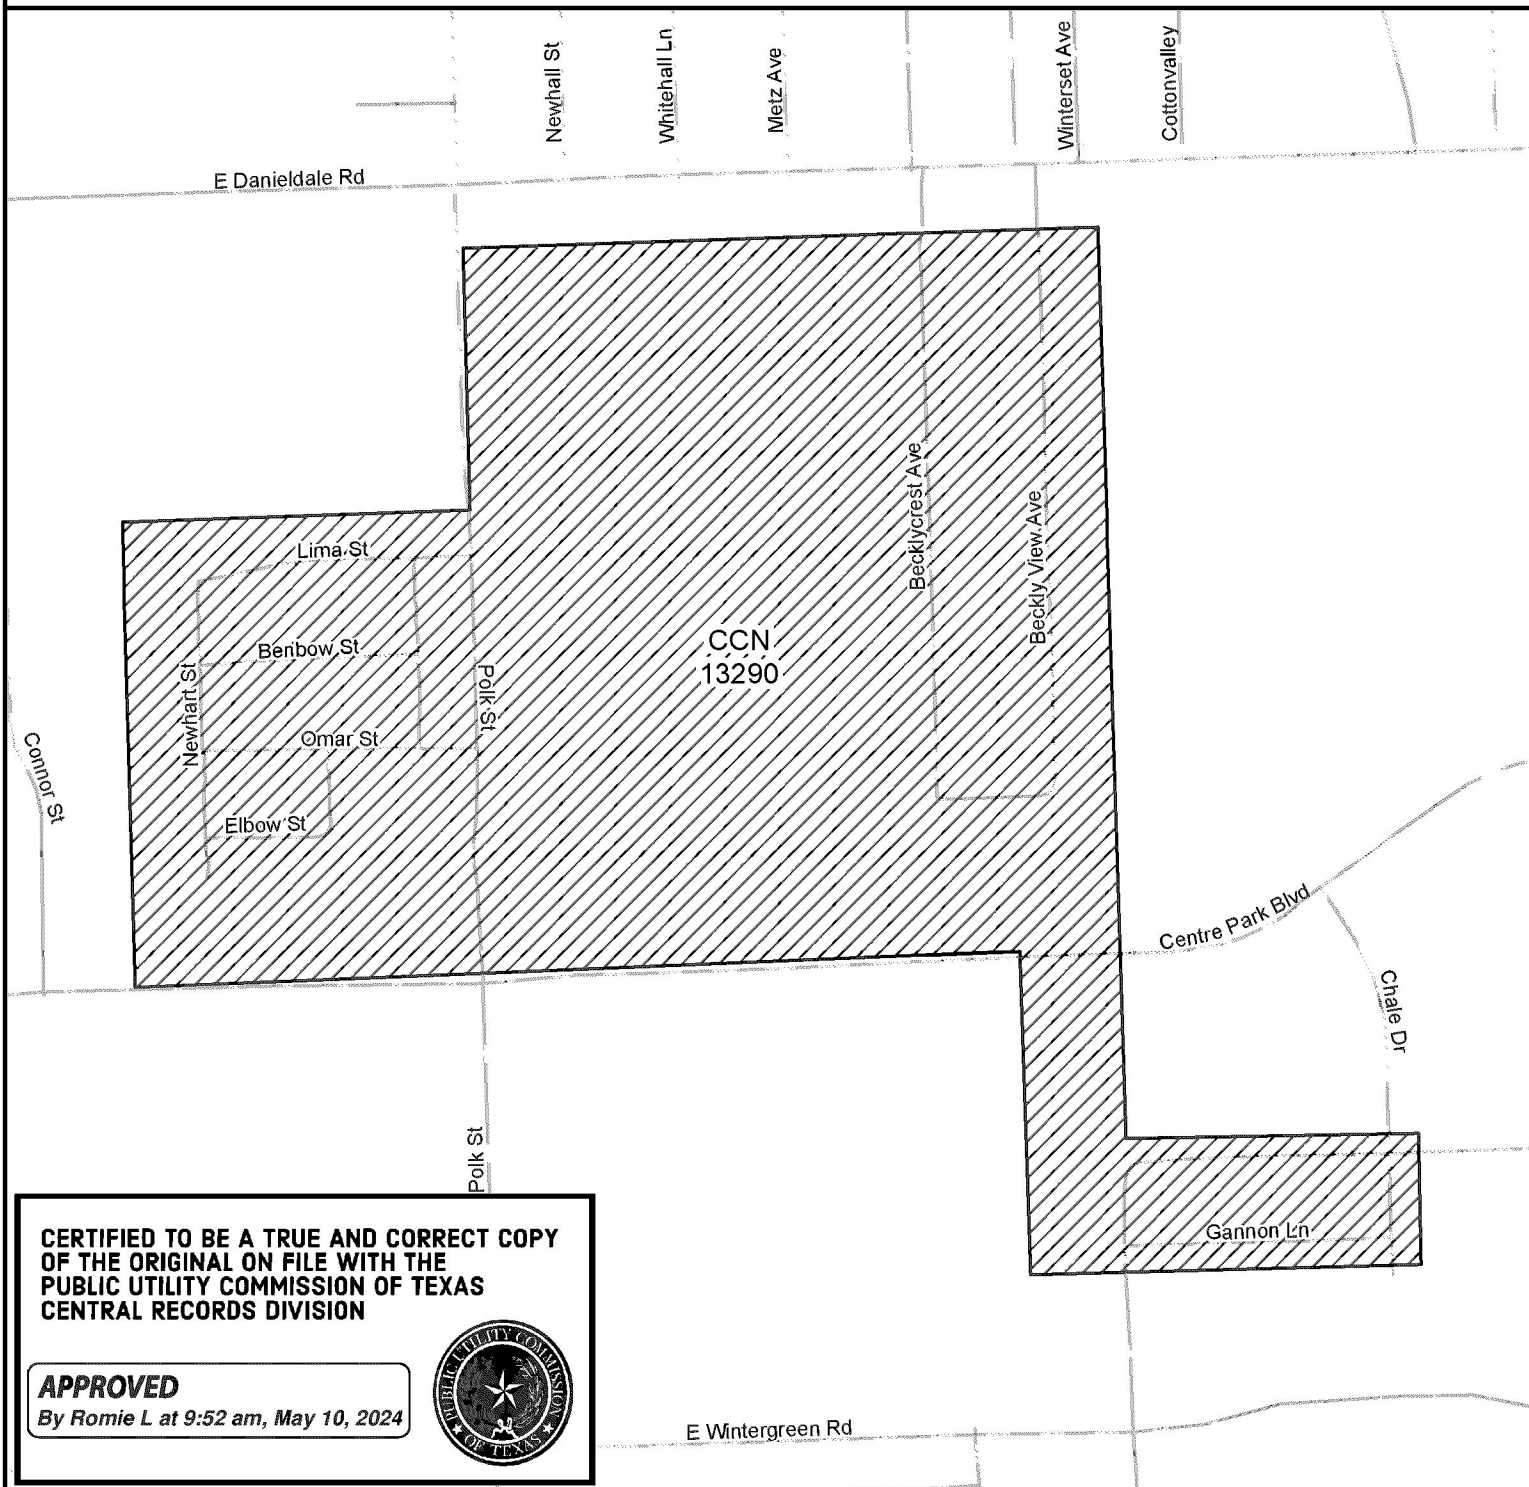 Newhall St
Whitehall Ln
Metz Ave
Winterset Ave
Cottonvalley
E Danieldale Rd
Becklycrest Ave
Beckly View Ave
Lima St
Benbow St
Newhart St
Omar St
Elbow St
Polk St
CCN
13290
Connor St
Centre Park Blvd
Chale Dr
Polk St
Gannon Ln
CERTIFIED TO BE A TRUE AND CORRECT COPY
OF THE ORIGINAL ON FILE WITH THE
PUBLIC UTILITY COMMISSION OF TEXAS
CENTRAL RECORDS DIVISION
APPROVED
By Romie L at 9:52 am, May 10, 2024
PUBLIC UTILITY COMMISSION
OF TEXAS
E Wintergreen Rd